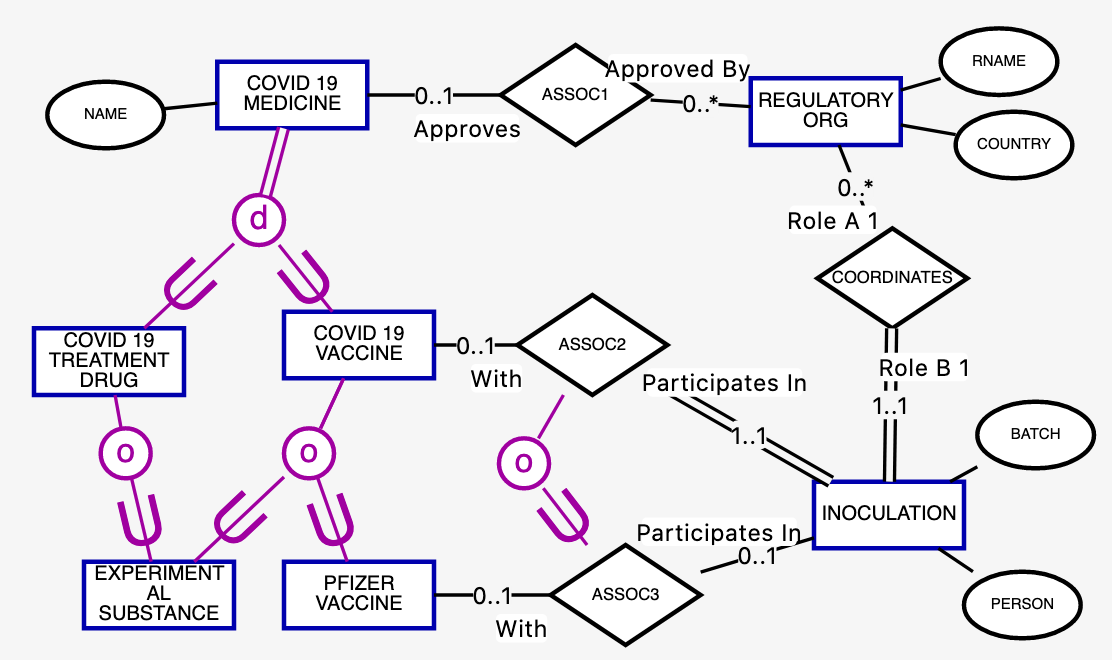 COVID 19
MEDICINE
NAME
0..1
Approves
ASSOC1
Approved By
0..*
REGULATORY
ORG
RNAME
COUNTRY
d
0..*
Role A 1
COORDINATES
Role B 1
1..1
COVID 19
TREATMENT
DRUG
COVID 19
VACCINE
0..1
With
ASSOC2
Participates In
1..1
BATCH
o
o
o
INOCULATION
Participates In
0..1
EXPERIMENT
AL
SUBSTANCE
PFIZER
VACCINE
0..1
With
ASSOC3
PERSON